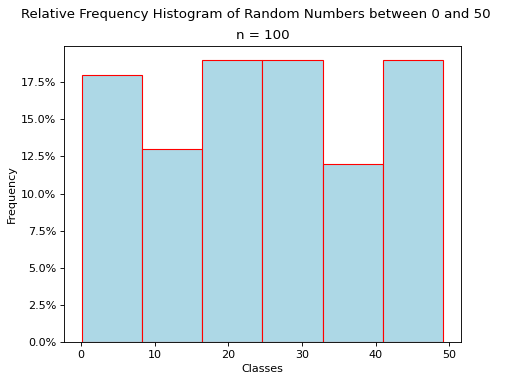 Relative Frequency Histogram of Random Numbers between 0 and 50
n = 100
17.5%
15.0%
12.5%
10.0%
7.5%
5.0%
2.5%
0.0%
Frequency
0 10 20 30 40 50
Classes